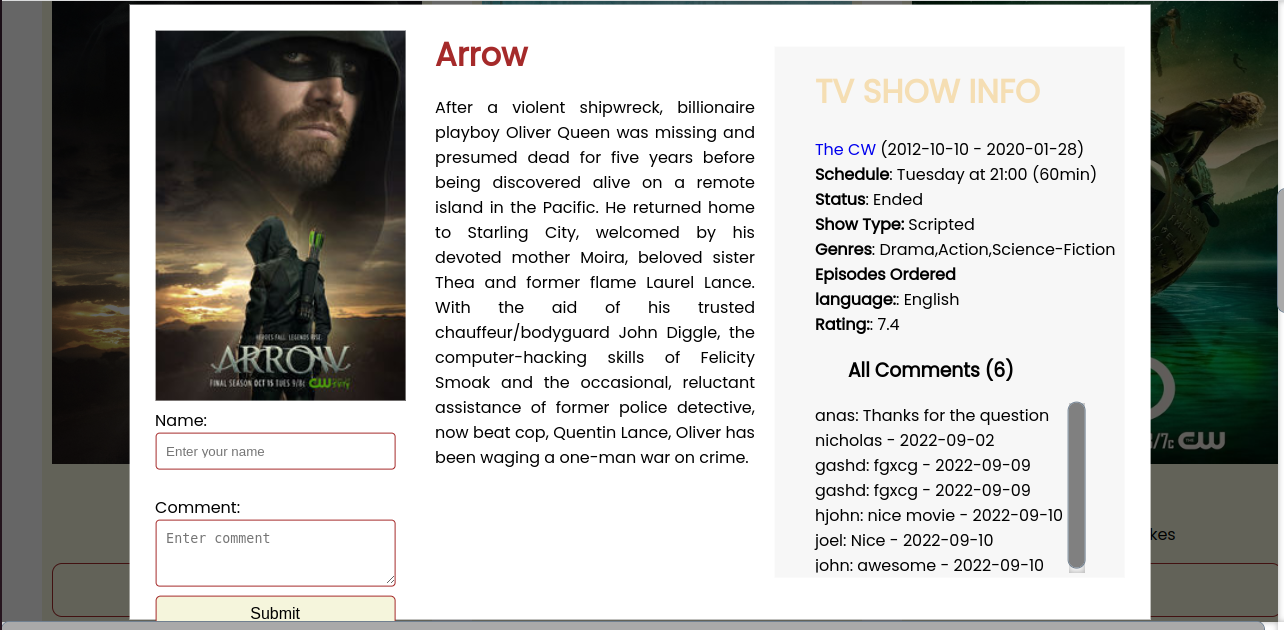 HEROES FALL. LEGENDS RISE.
ARROW
FINAL SEASON OCT 15 TUES 9/8c CW
Name:
Enter your name
Comment:
Enter comment
Submit
Arrow
After a violent shipwreck, billionaire
playboy Oliver Queen was missing and
presumed dead for five years before
being discovered alive on a remote
island in the Pacific. He returned home
to Starling City, welcomed by his
devoted mother Moira, beloved sister
Thea and former flame Laurel Lance.
With the aid of his trusted
chauffeur/bodyguard John Diggle, the
computer-hacking skills of Felicity
Smoak and the occasional, reluctant
assistance of former police detective,
now beat cop, Quentin Lance, Oliver has
been waging a one-man war on crime.
TV SHOW INFO
The CW (2012-10-10 - 2020-01-28)
Schedule: Tuesday at 21:00 (60min)
Status: Ended
Show Type: Scripted
Genres: Drama,Action,Science-Fiction
Episodes Ordered
language:: English
Rating:: 7.4
All Comments (6)
anas: Thanks for the question
nicholas - 2022-09-02
gashd: fgxcg - 2022-09-09
gashd: fgxcg - 2022-09-09
hjohn: nice movie - 2022-09-10
joel: Nice - 2022-09-10
john: awesome - 2022-09-10
/7c CW
kes